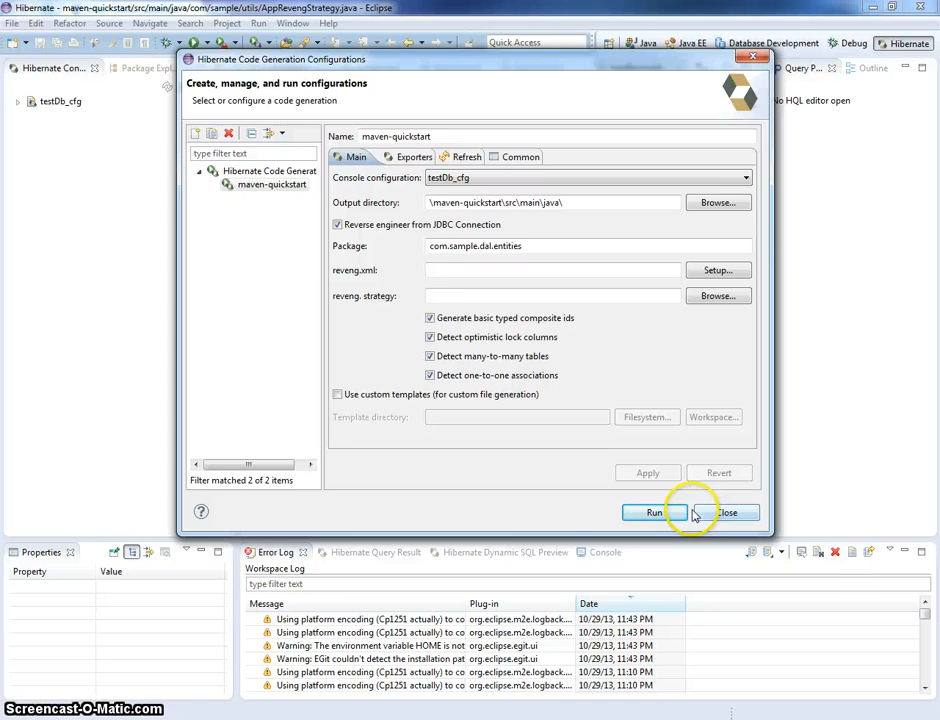 Hibernate - maven-quickstart/src/main/java/com/sample/utils/AppRevengStrategy.java - Eclipse
File Edit Refactor Source Navigate Search Project Run Window Help
Quick Access Java Java EE Database Development Debug Hibernate
Hibernate Con... Package Expl
Query P... Outline
testDb_cfg
No HQL editor open
Hibernate Code Generation Configurations
Create, manage, and run configurations
Select or configure a code generation
type filter text
Hibernate Code Generat
maven-quickstart
Filter matched 2 of 2 items
Name: maven-quickstart
Main Exporters Refresh Common
Console configuration: testDb_cfg
Output directory: \maven-quickstart\src\main\java\ Browse...
Reverse engineer from JDBC Connection
Package: com.sample.dal.entities
reveng.xml: Setup...
reveng. strategy: Browse...
Generate basic typed composite ids
Detect optimistic lock columns
Detect many-to-many tables
Detect one-to-one associations
Use custom templates (for custom file generation)
Template directory: Filesystem... Workspace...
Apply Revert
Run Close
Properties
Property Value
Error Log Hibernate Query Result Hibernate Dynamic SQL Preview Console
Workspace Log
type filter text
Message Plug-in Date
Using platform encoding (Cp1251 actually) to co org.eclipse.m2e.logback.... 10/29/13, 11:43 PM
Using platform encoding (Cp1251 actually) to co org.eclipse.m2e.logback.... 10/29/13, 11:43 PM
Warning: The environment variable HOME is not org.eclipse.egit.ui 10/29/13, 11:43 PM
Warning: EGit couldn't detect the installation pat org.eclipse.egit.ui 10/29/13, 11:43 PM
Using platform encoding (Cp1251 actually) to co org.eclipse.m2e.logback.... 10/29/13, 11:10 PM
Using platform encoding (Cp1251 actually) to co org.eclipse.m2e.logback.... 10/29/13, 11:10 PM
Screencast-O-Matic.com